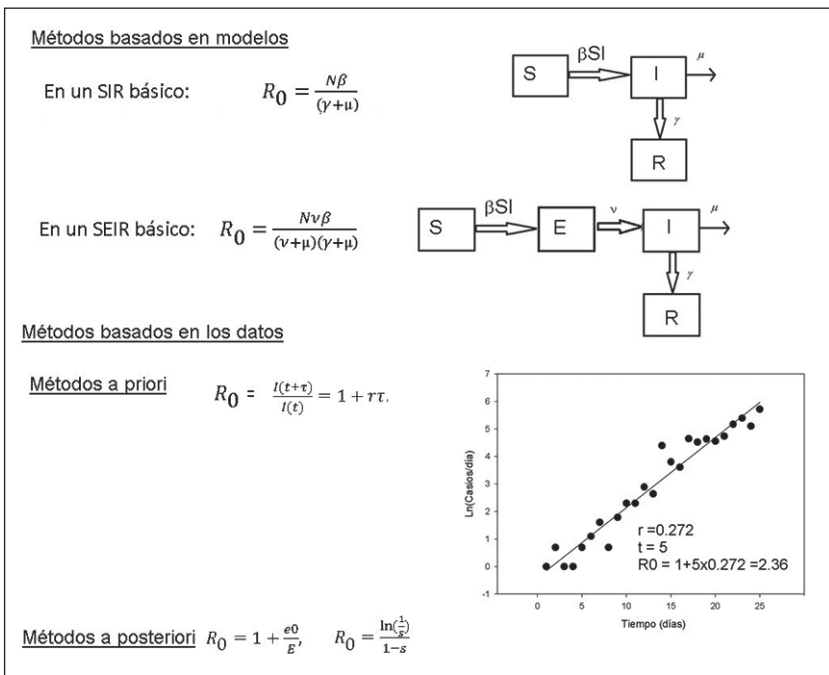 Métodos basados en modelos
En un SIR básico: R0 = Nβ/(γ+μ)
S βSI I μ
γ
R
En un SEIR básico: R0 = Nνβ/((ν+μ)(γ+μ))
S βSI E ν I μ
γ
R
Métodos basados en los datos
Métodos a priori R0 = I(t+τ)/I(t) = 1 + rτ.
Ln(Casios/día)
7
6
5
4
3
2
1
0
-1
r =0.272
t = 5
R0 = 1+5x0.272 =2.36
0 5 10 15 20 25
Tiempo (días)
Métodos a posteriori R0 = 1 + e0/E, R0 = ln(1/s)/(1−s)